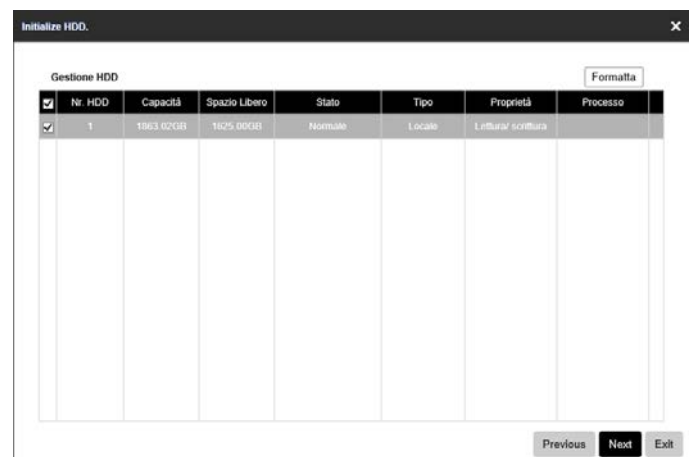 Initialize HDD.
Gestione HDD Formatta
Nr. HDD Capacità Spazio Libero Stato Tipo Proprietà Processo
1 1863.02GB 1625.00GB Normale Locale Lettura/ scrittura
Previous Next Exit